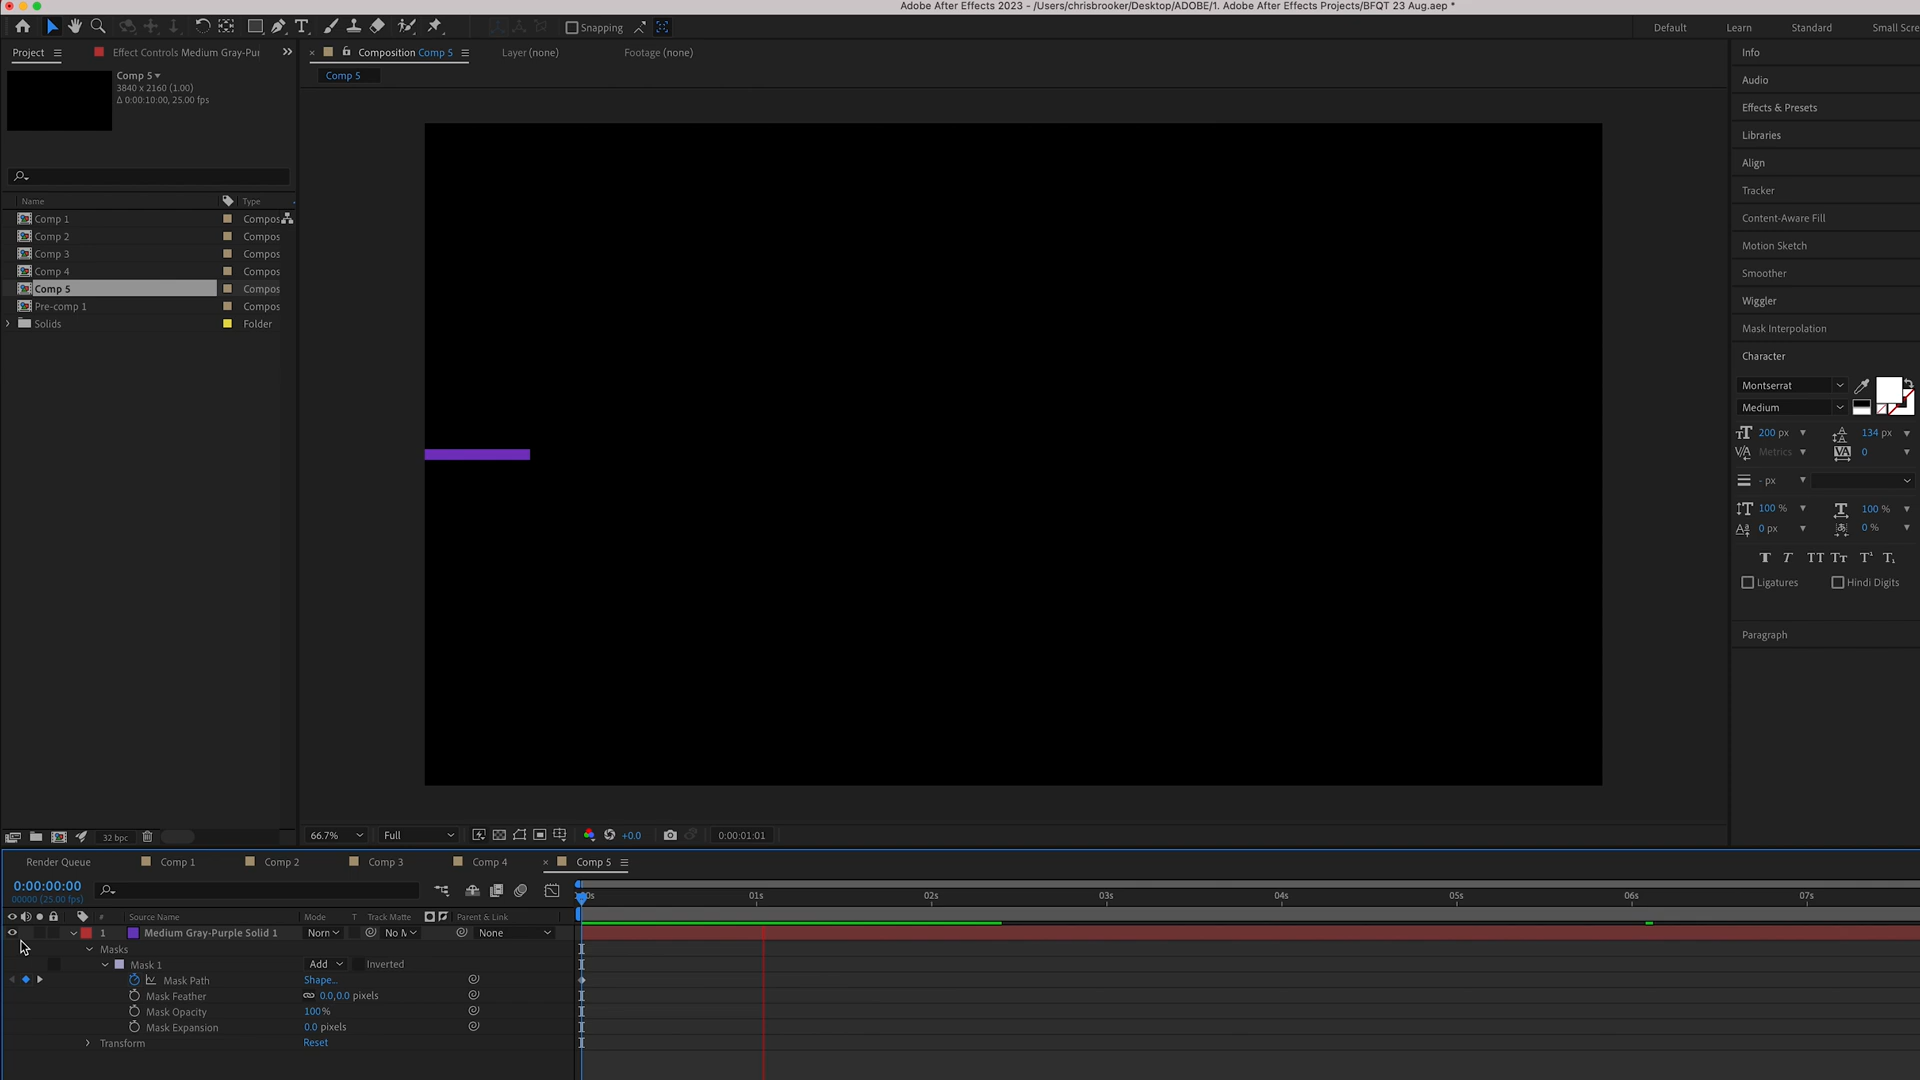 Adobe After Effects 2023 - /Users/chrisbrooker/Desktop/ADOBE/1. Adobe After Effects Projects/BFQT 23 Aug.aep *
Snapping
Default
Learn
Standard
Small Scre
Project
Effect Controls Medium Gray-Pur
Composition Comp 5
Layer (none)
Footage (none)
Info
Comp 5
3840 x 2160 (1.00)
Δ 0:00:10:00, 25.00 fps
Comp 5
Audio
Effects & Presets
Libraries
Align
Tracker
Content-Aware Fill
Motion Sketch
Smoother
Wiggler
Mask Interpolation
Character
Name
Type
Comp 1
Compos
Comp 2
Compos
Comp 3
Compos
Comp 4
Compos
Comp 5
Compos
Pre-comp 1
Compos
Solids
Folder
Montserrat
Medium
200 px
134 px
Metrics
0
- px
100 %
100 %
0 px
0 %
T T TT Tт T¹ T₁
Ligatures
Hindi Digits
Paragraph
32 bpc
66.7%
Full
+0.0
0:00:01:01
Render Queue
Comp 1
Comp 2
Comp 3
Comp 4
Comp 5
0:00:00:00
00000 (25.00 fps)
01s
02s
03s
04s
05s
06s
07s
#
Source Name
Mode
T
Track Matte
Parent & Link
1
Medium Gray-Purple Solid 1
Norn
No M
None
Masks
Mask 1
Add
Inverted
Mask Path
Shape...
Mask Feather
0.0,0.0 pixels
Mask Opacity
100%
Mask Expansion
0.0 pixels
Transform
Reset